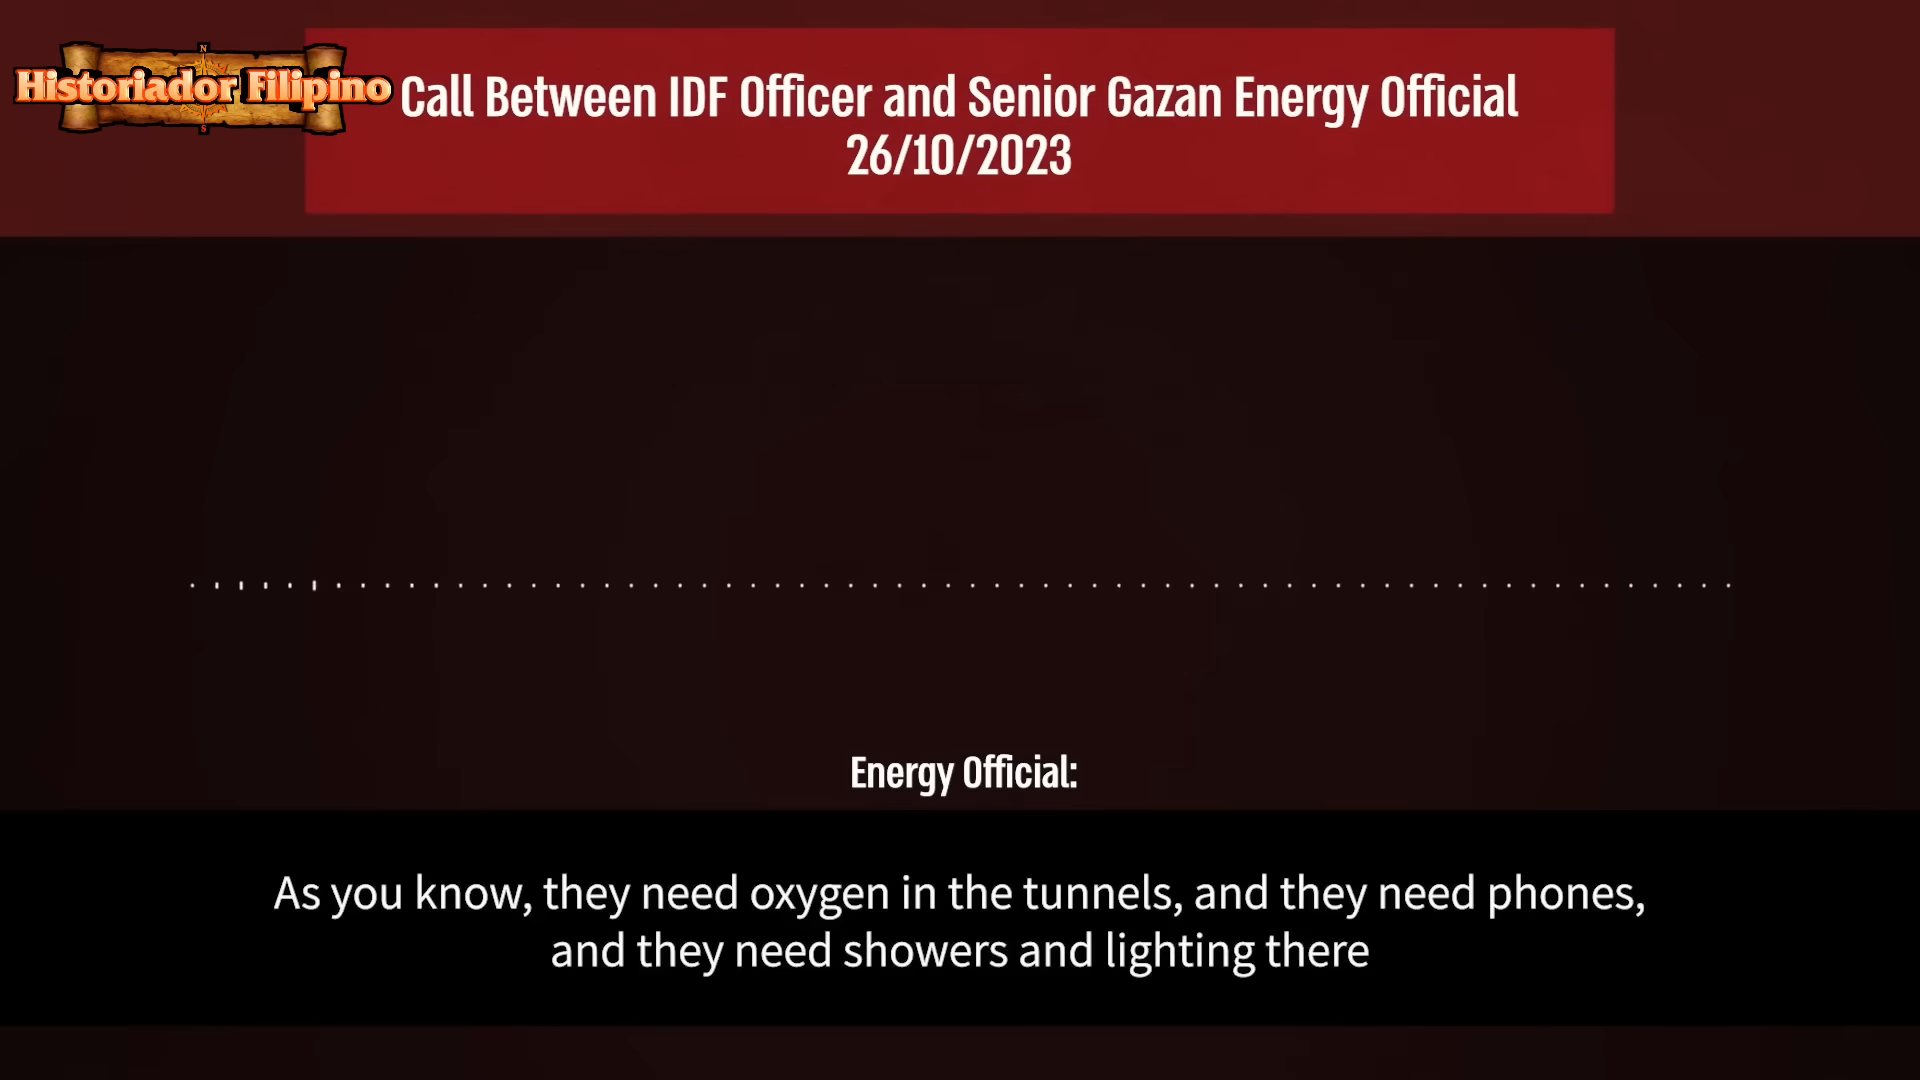 Historiador Filipino
N
S
Call Between IDF Officer and Senior Gazan Energy Official
26/10/2023
Energy Official:
As you know, they need oxygen in the tunnels, and they need phones,
and they need showers and lighting there